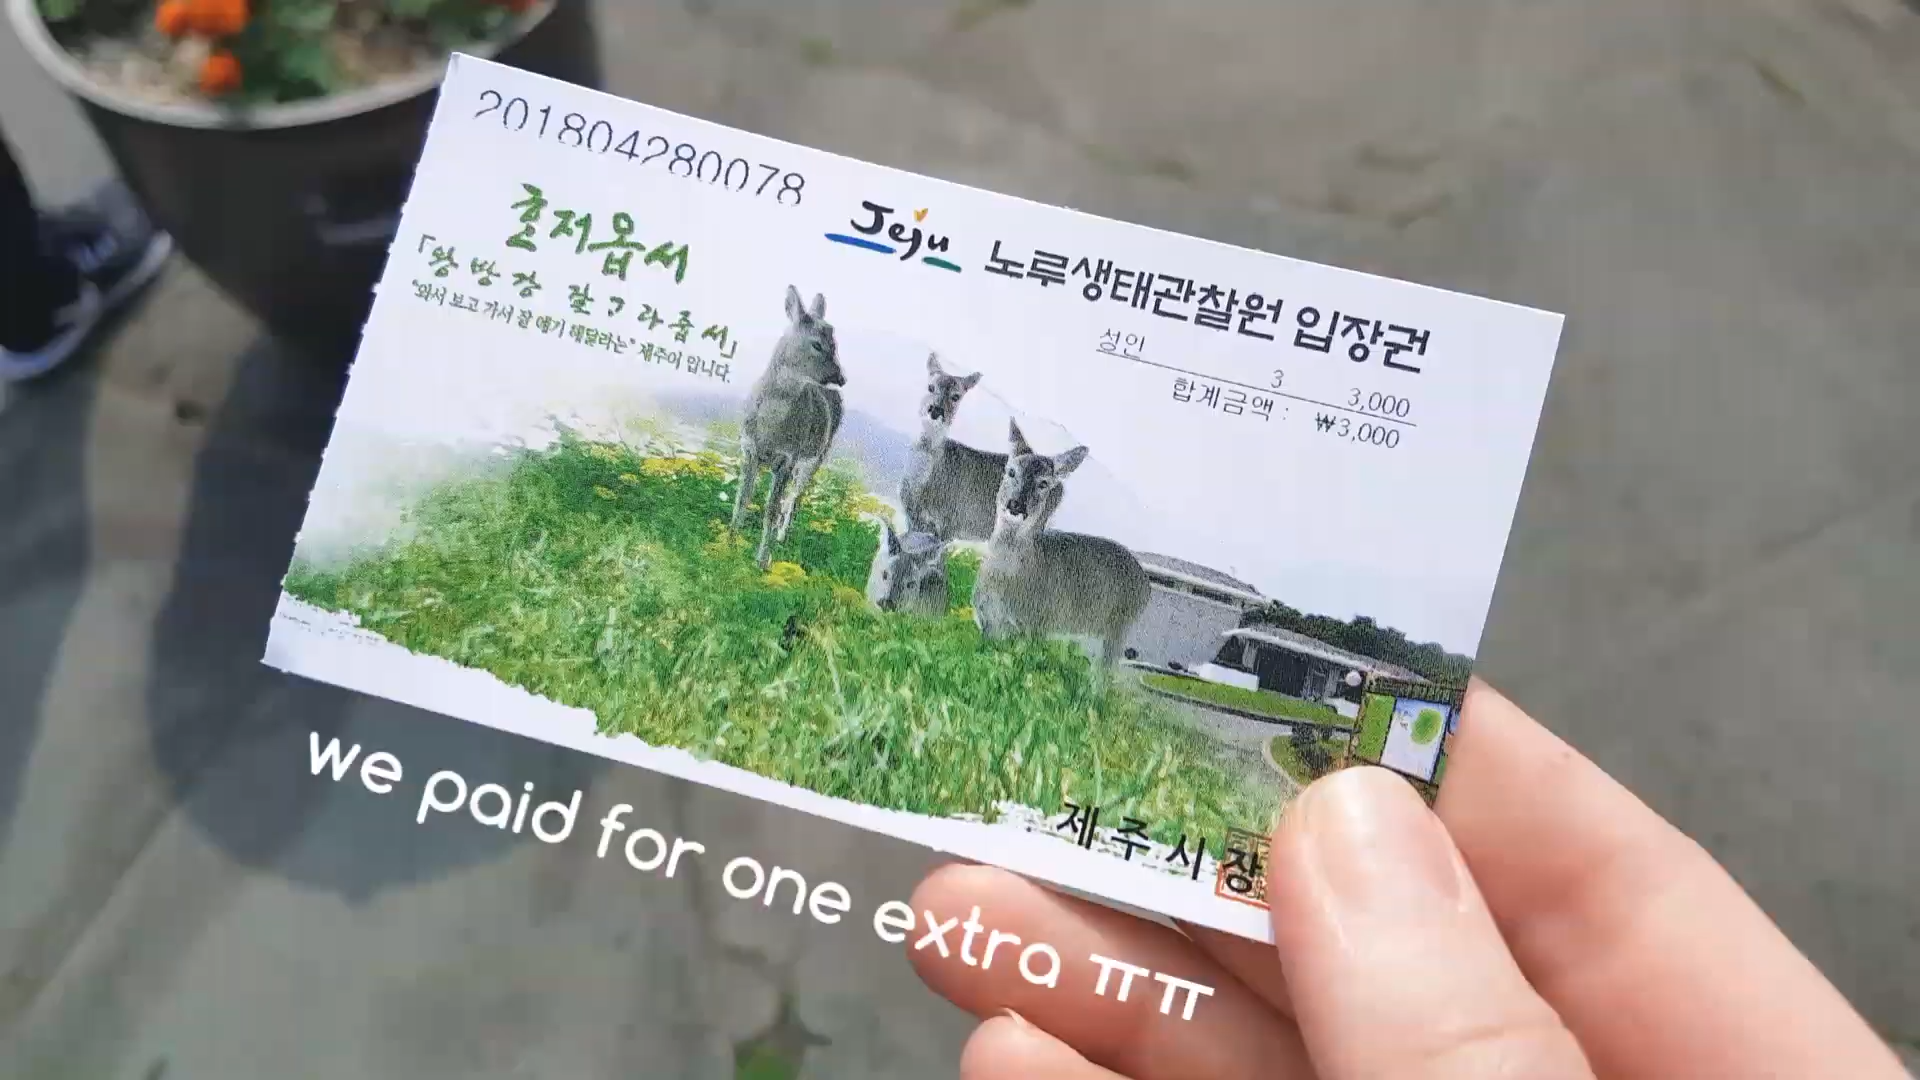 201804280078
Jeju 노루생태관찰원 입장권
혼저옵서
「왕 방 강 잘 ᄀᆞ라줍서」
"와서 보고 가서 잘 얘기 해달라는" 제주어 입니다.
성인 3 3,000
합계금액 : ₩3,000
제주시장
we paid for one extra ㅠㅠ